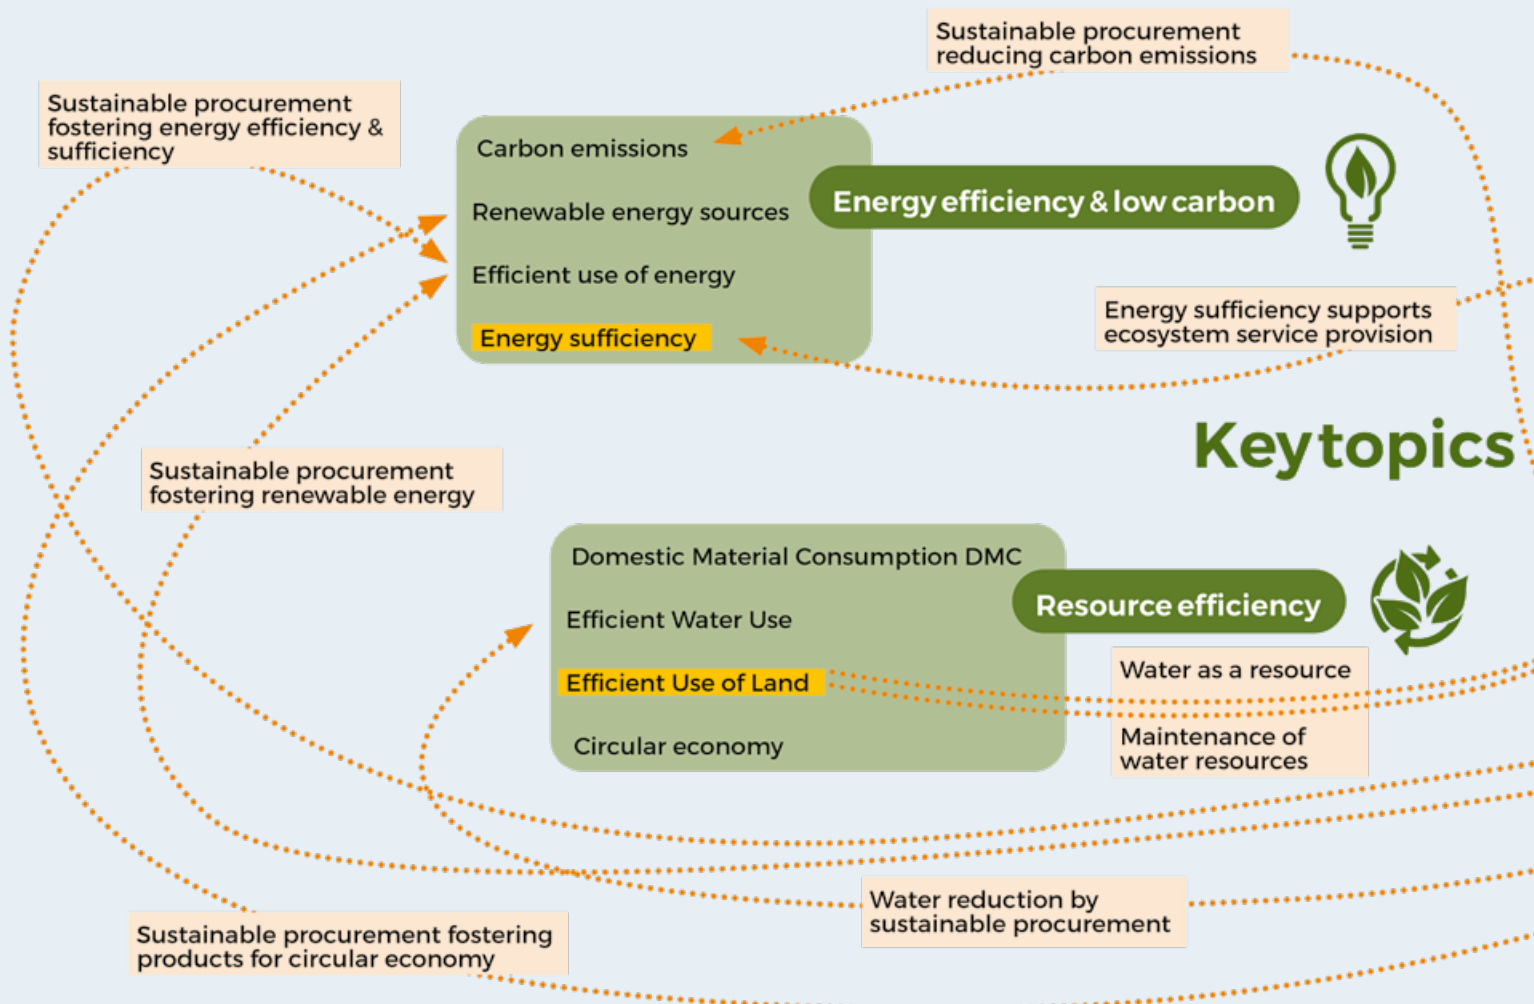 Sustainable procurement
reducing carbon emissions
Sustainable procurement
fostering energy efficiency &
sufficiency
Carbon emissions
Renewable energy sources
Efficient use of energy
Energy sufficiency
Energy efficiency & low carbon
Energy sufficiency supports
ecosystem service provision
Key topics
Sustainable procurement
fostering renewable energy
Domestic Material Consumption DMC
Efficient Water Use
Efficient Use of Land
Circular economy
Resource efficiency
Water as a resource
Maintenance of
water resources
Water reduction by
sustainable procurement
Sustainable procurement fostering
products for circular economy